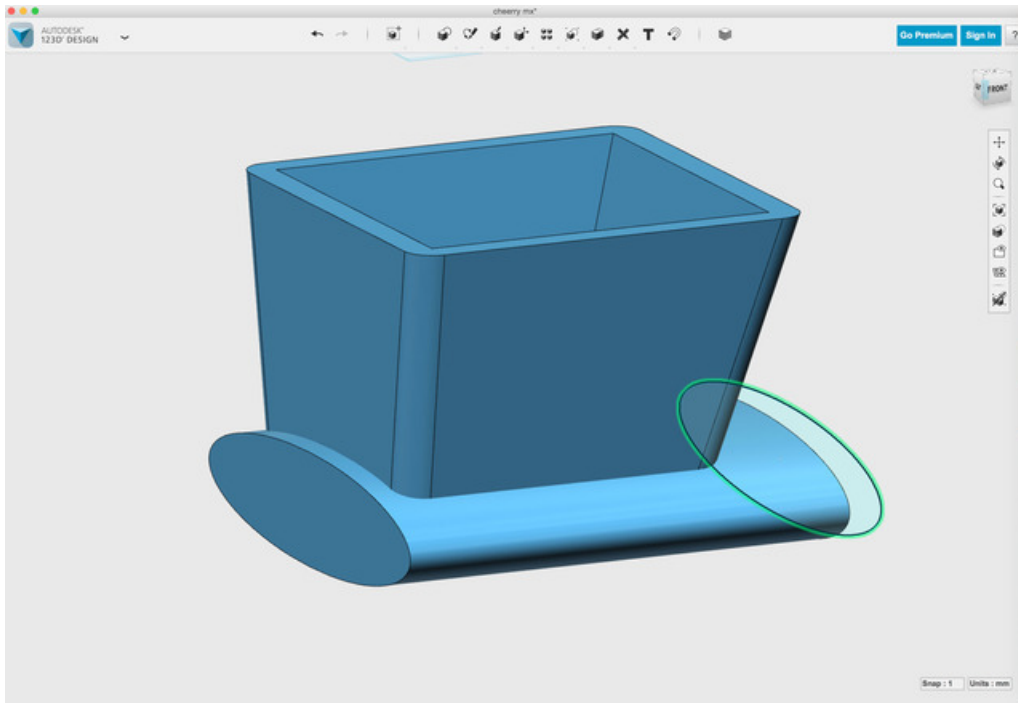 cheerry mx*
AUTODESK®
123D® DESIGN
Go Premium
Sign In
?
FRONT
Snap : 1
Units : mm